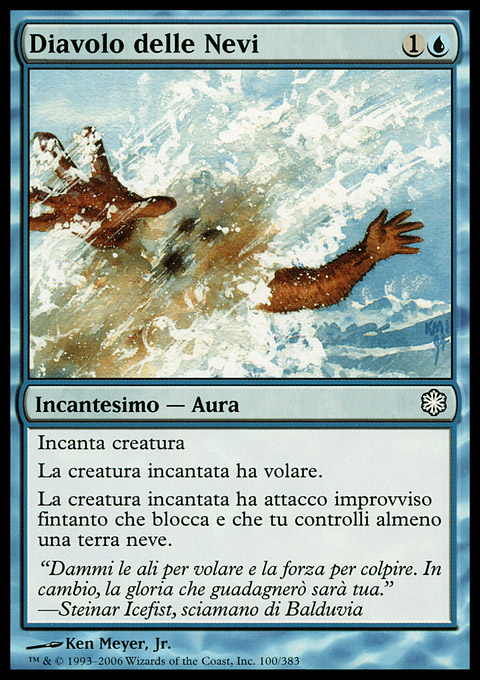 Diavolo delle Nevi
1
Incantesimo — Aura
Incanta creatura
La creatura incantata ha volare.
La creatura incantata ha attacco improvviso
fintanto che blocca e che tu controlli almeno
una terra neve.
“Dammi le ali per volare e la forza per colpire. In
cambio, la gloria che guadagnerò sarà tua.”
—Steinar Icefist, sciamano di Balduvia
Ken Meyer, Jr.
™ & © 1993–2006 Wizards of the Coast, Inc. 100/383